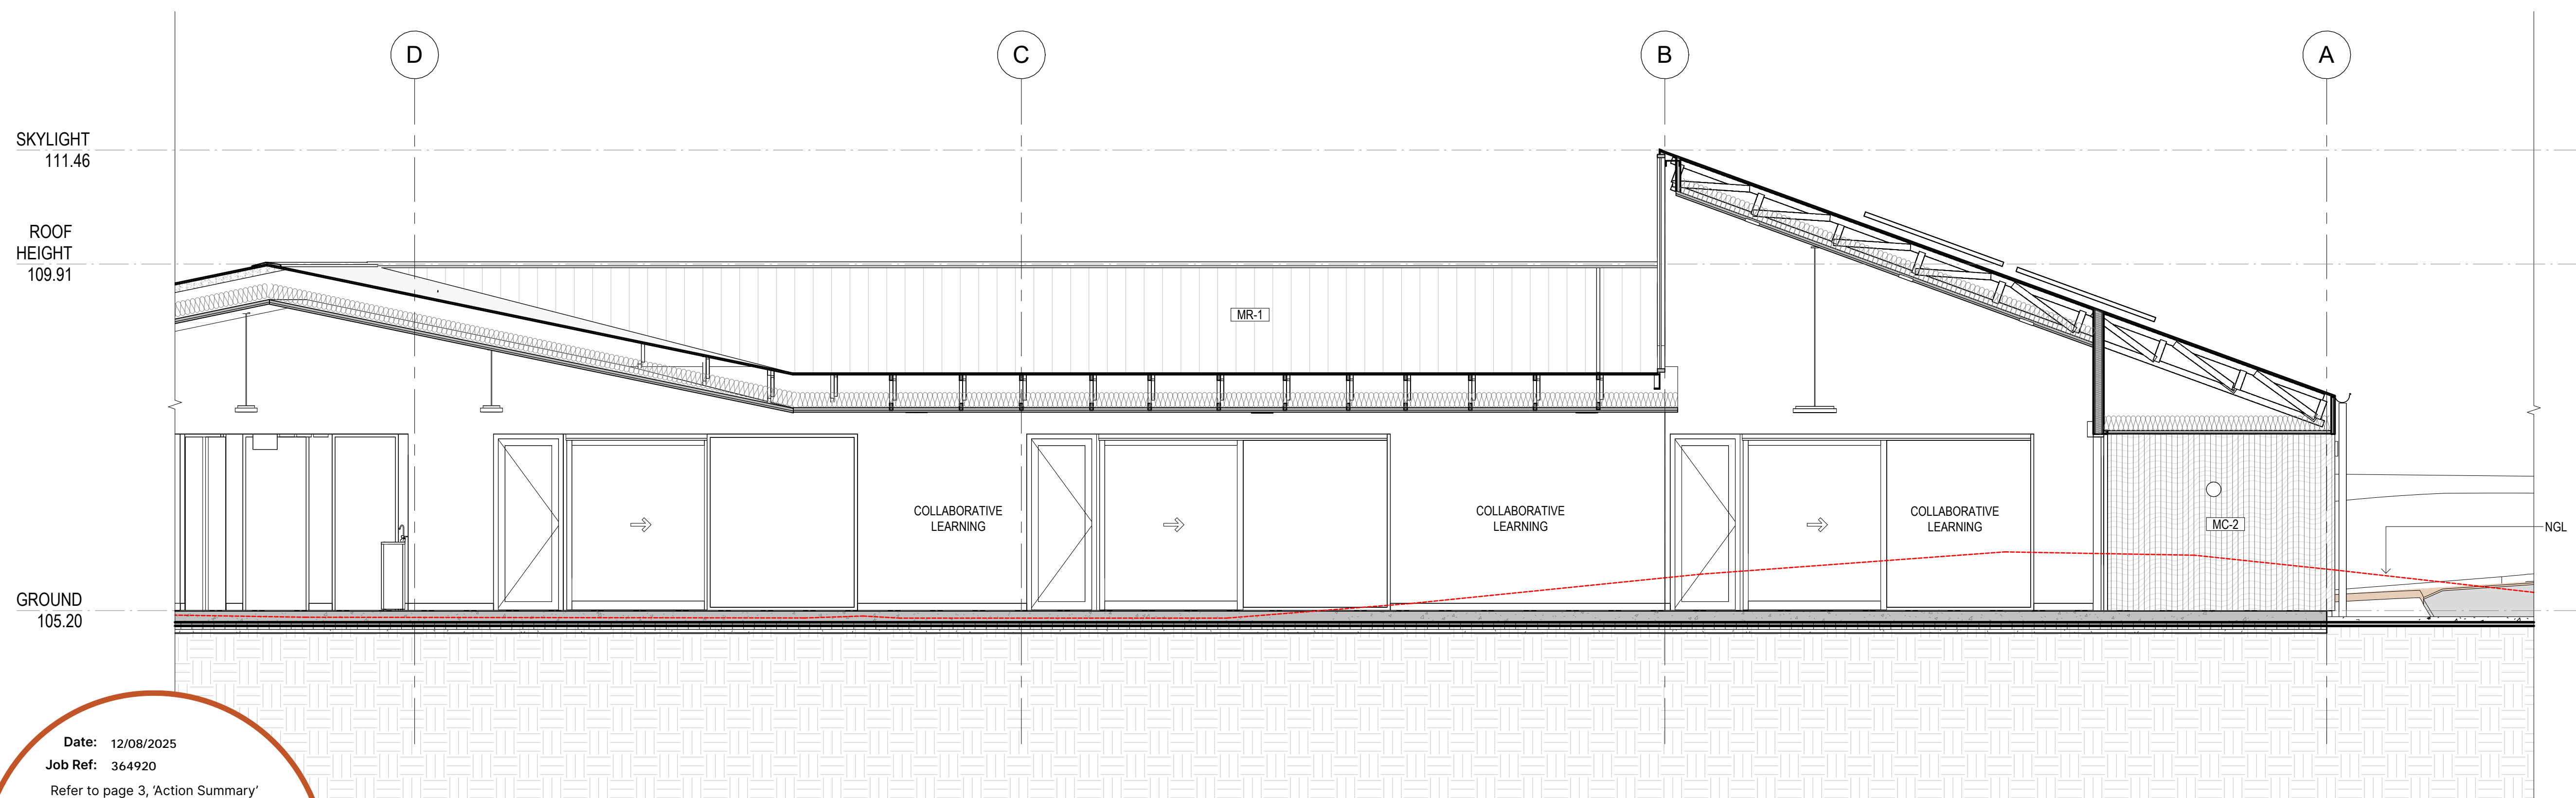 D
C
B
A
SKYLIGHT
111.46
ROOF
HEIGHT
109.91
MR-1
COLLABORATIVE
LEARNING
COLLABORATIVE
LEARNING
COLLABORATIVE
LEARNING
MC-2
NGL
GROUND
105.20
Date: 12/08/2025
Job Ref: 364920
Refer to page 3, ‘Action Summary’